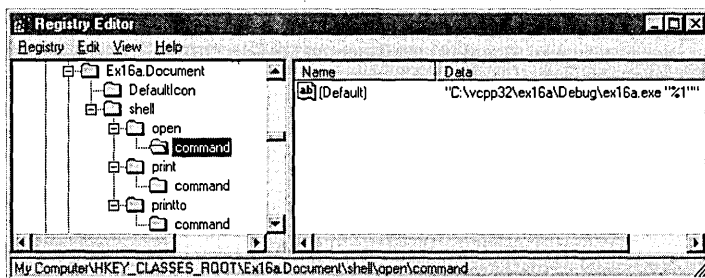 Registry Editor
Registry Edit View Help
Ex16a.Document
DefaultIcon
shell
open
command
print
command
printto
command
Name Data
(Default) "C:\vcpp32\ex16a\Debug\ex16a.exe "%1""
My Computer\HKEY_CLASSES_ROOT\Ex16a.Document\shell\open\command